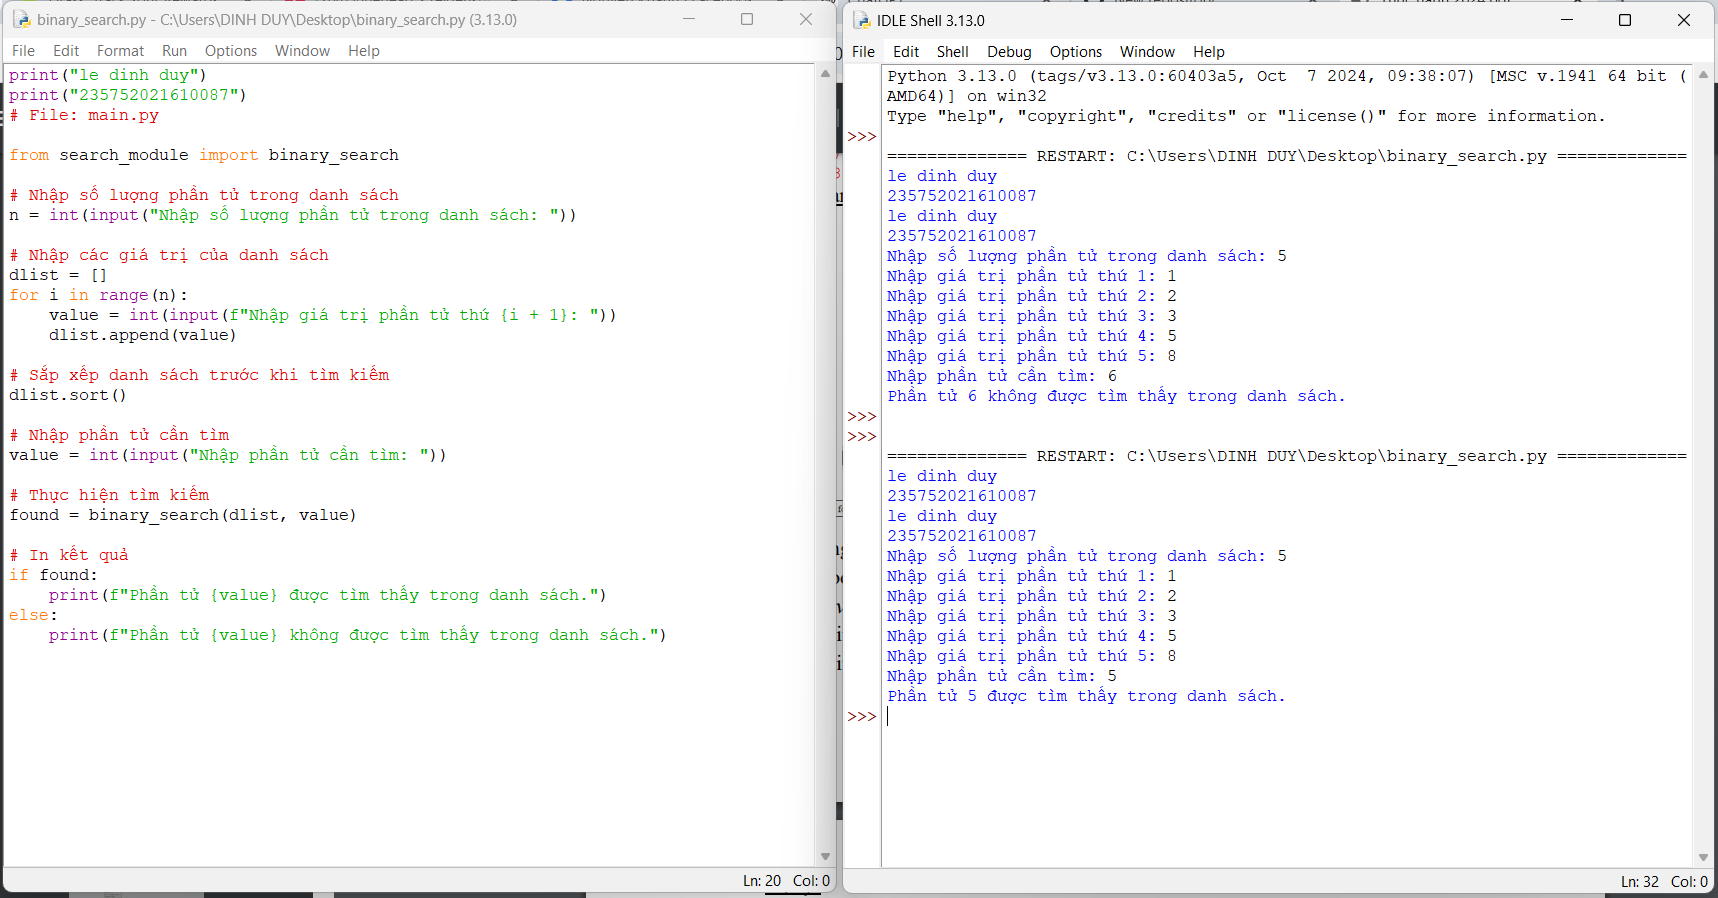 binary_search.py - C:\Users\DINH DUY\Desktop\binary_search.py (3.13.0)
File Edit Format Run Options Window Help
print("le dinh duy")
print("235752021610087")
# File: main.py
from search_module import binary_search
# Nhập số lượng phần tử trong danh sách
n = int(input("Nhập số lượng phần tử trong danh sách: "))
# Nhập các giá trị của danh sách
dlist = []
for i in range(n):
    value = int(input(f"Nhập giá trị phần tử thứ {i + 1}: "))
    dlist.append(value)
# Sắp xếp danh sách trước khi tìm kiếm
dlist.sort()
# Nhập phần tử cần tìm
value = int(input("Nhập phần tử cần tìm: "))
# Thực hiện tìm kiếm
found = binary_search(dlist, value)
# In kết quả
if found:
    print(f"Phần tử {value} được tìm thấy trong danh sách.")
else:
    print(f"Phần tử {value} không được tìm thấy trong danh sách.")
Ln: 20 Col: 0
IDLE Shell 3.13.0
File Edit Shell Debug Options Window Help
Python 3.13.0 (tags/v3.13.0:60403a5, Oct  7 2024, 09:38:07) [MSC v.1941 64 bit (
AMD64)] on win32
Type "help", "copyright", "credits" or "license()" for more information.
>>>
============== RESTART: C:\Users\DINH DUY\Desktop\binary_search.py =============
le dinh duy
235752021610087
le dinh duy
235752021610087
Nhập số lượng phần tử trong danh sách: 5
Nhập giá trị phần tử thứ 1: 1
Nhập giá trị phần tử thứ 2: 2
Nhập giá trị phần tử thứ 3: 3
Nhập giá trị phần tử thứ 4: 5
Nhập giá trị phần tử thứ 5: 8
Nhập phần tử cần tìm: 6
Phần tử 6 không được tìm thấy trong danh sách.
>>>
>>>
============== RESTART: C:\Users\DINH DUY\Desktop\binary_search.py =============
le dinh duy
235752021610087
le dinh duy
235752021610087
Nhập số lượng phần tử trong danh sách: 5
Nhập giá trị phần tử thứ 1: 1
Nhập giá trị phần tử thứ 2: 2
Nhập giá trị phần tử thứ 3: 3
Nhập giá trị phần tử thứ 4: 5
Nhập giá trị phần tử thứ 5: 8
Nhập phần tử cần tìm: 5
Phần tử 5 được tìm thấy trong danh sách.
>>>
Ln: 32 Col: 0